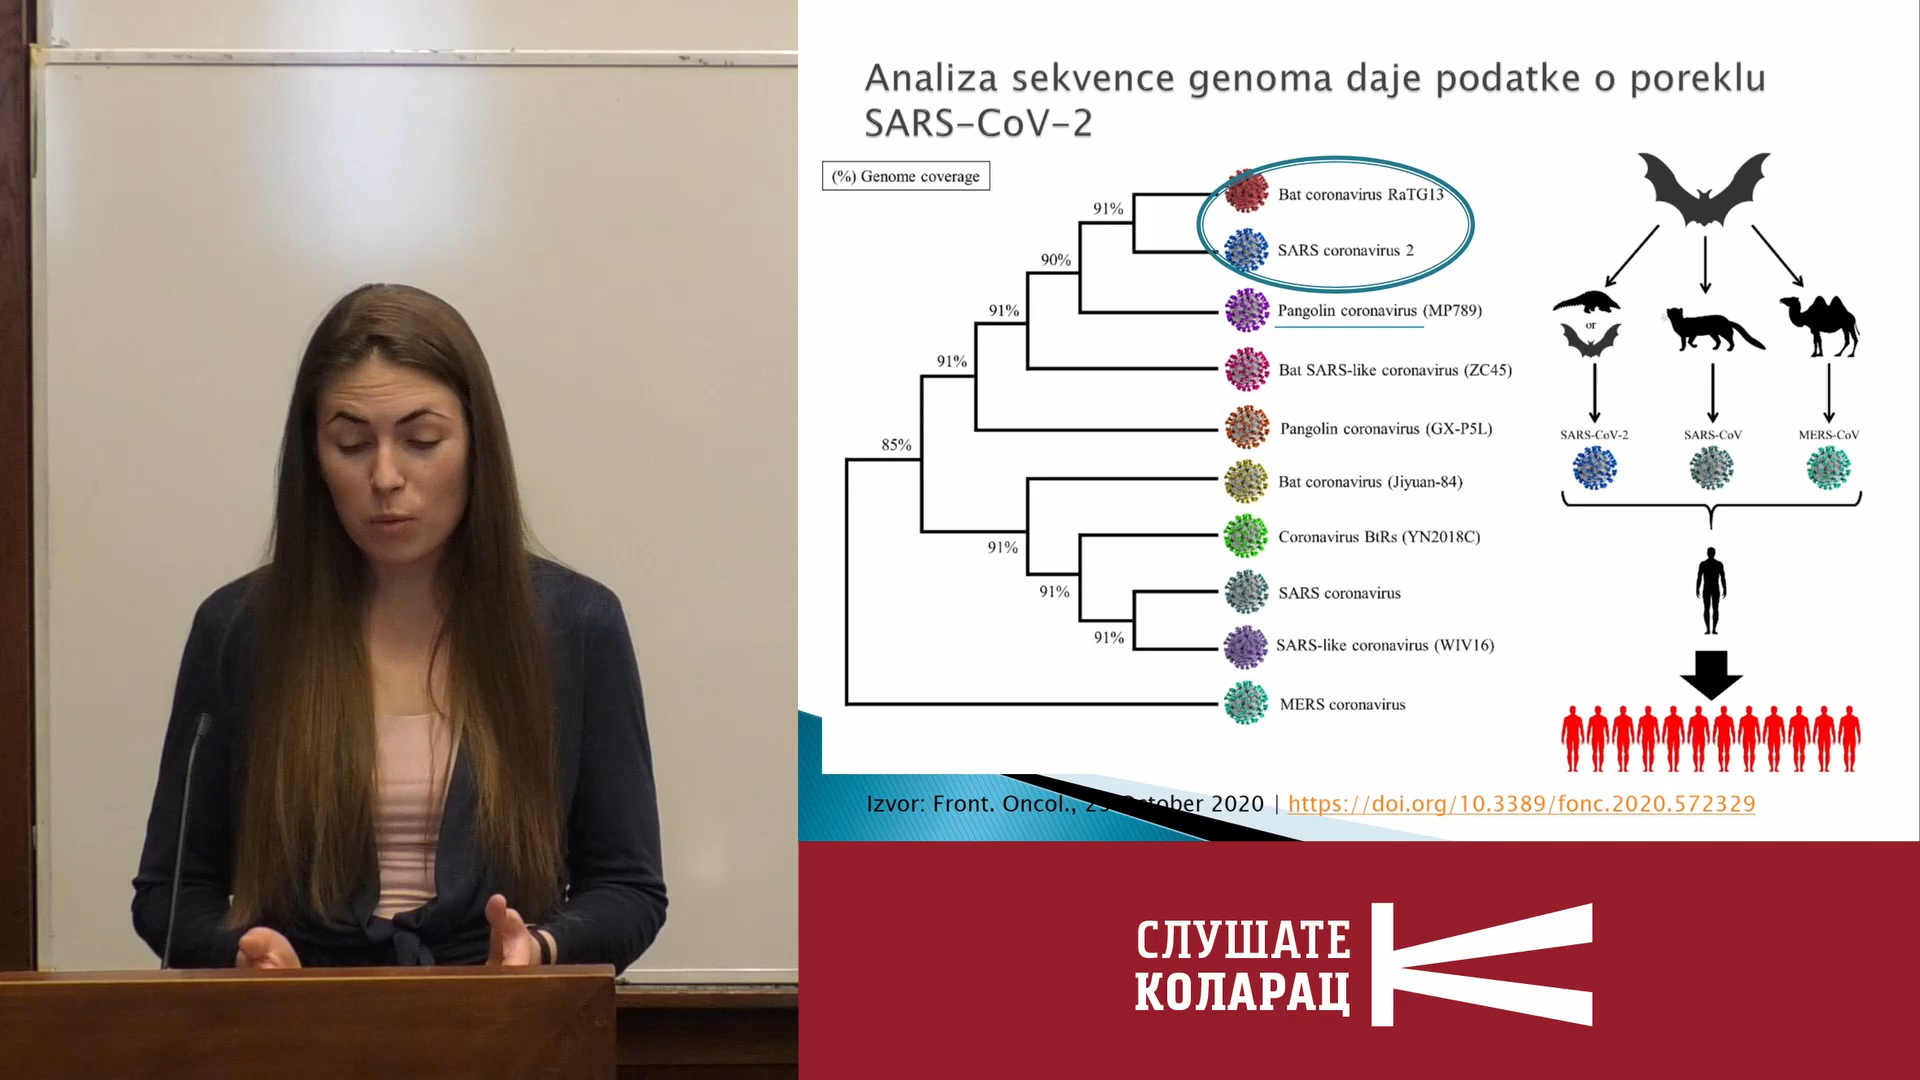 Analiza sekvence genoma daje podatke o poreklu
SARS-CoV-2
(%) Genome coverage
91%
90%
91%
91%
85%
91%
91%
91%
Bat coronavirus RaTG13
SARS coronavirus 2
Pangolin coronavirus (MP789)
Bat SARS-like coronavirus (ZC45)
Pangolin coronavirus (GX-P5L)
Bat coronavirus (Jiyuan-84)
Coronavirus BtRs (YN2018C)
SARS coronavirus
SARS-like coronavirus (WIV16)
MERS coronavirus
or
SARS-CoV-2
SARS-CoV
MERS-CoV
Izvor: Front. Oncol., October 2020 | https://doi.org/10.3389/fonc.2020.572329
СЛУШАТЕ
КОЛАРАЦ